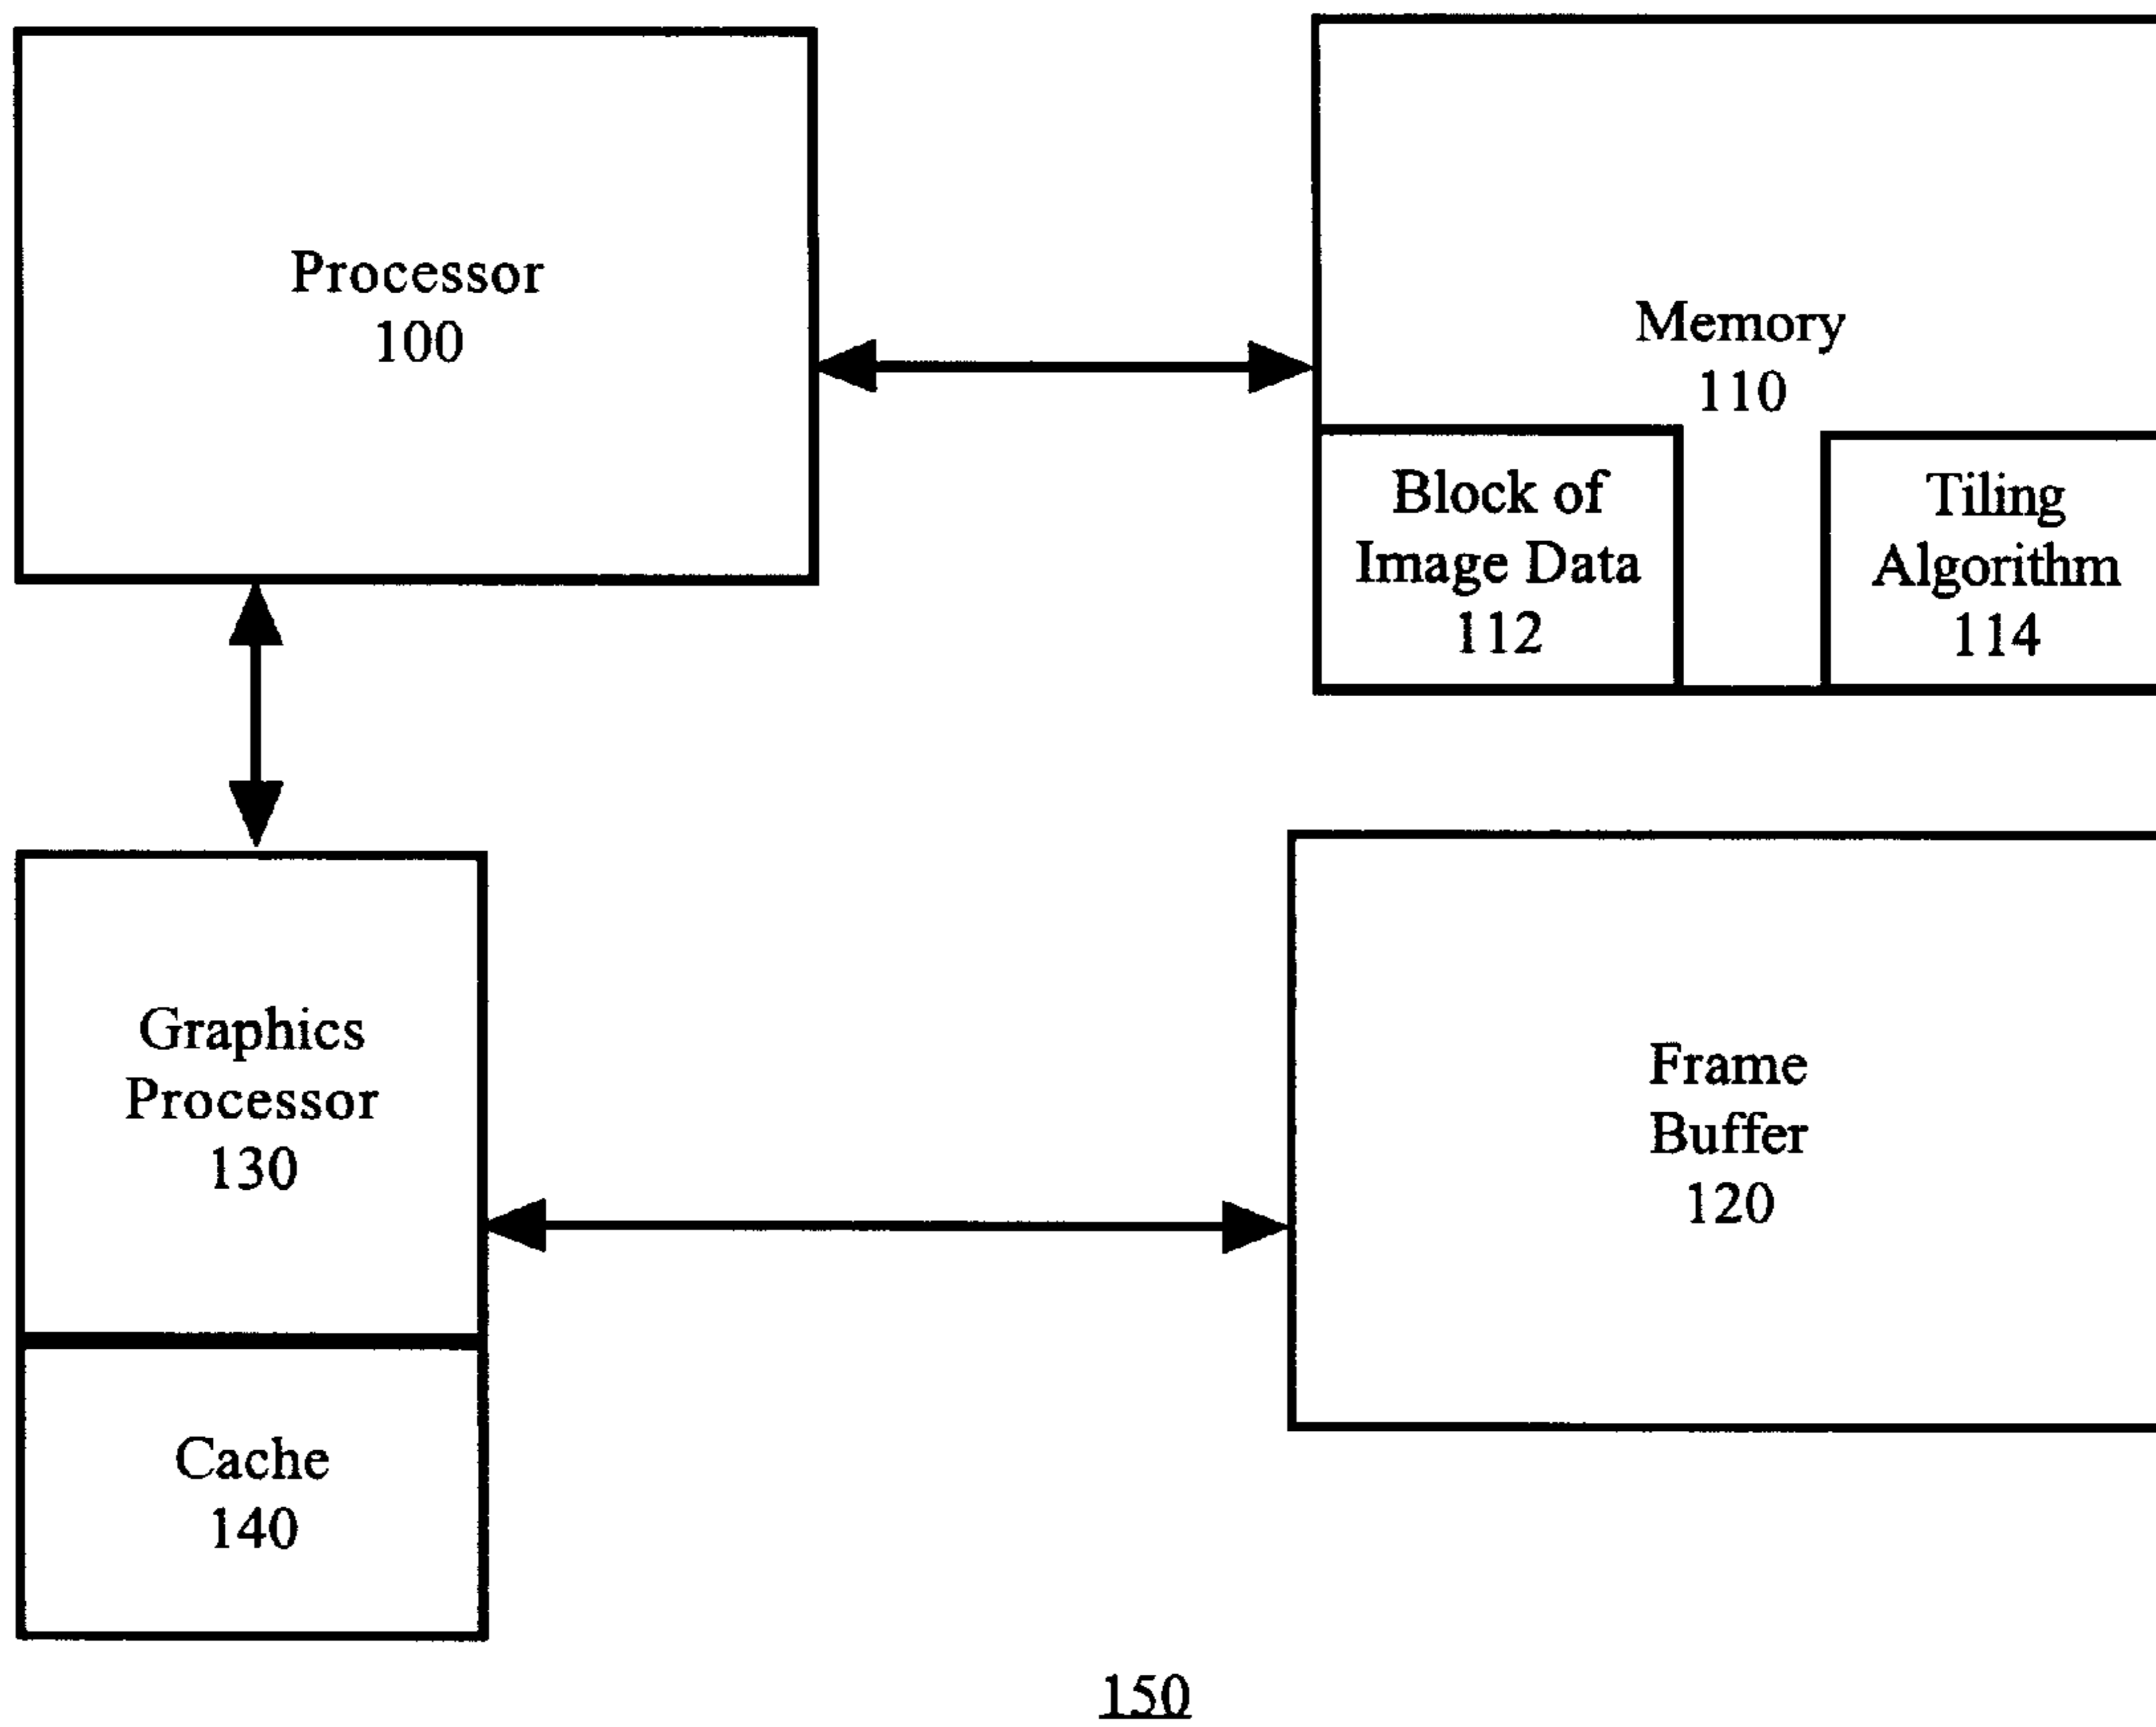 Processor
100
Memory
110
Block of
Image Data
112
Tiling
Algorithm
114
Graphics
Processor
130
Frame
Buffer
120
Cache
140
150